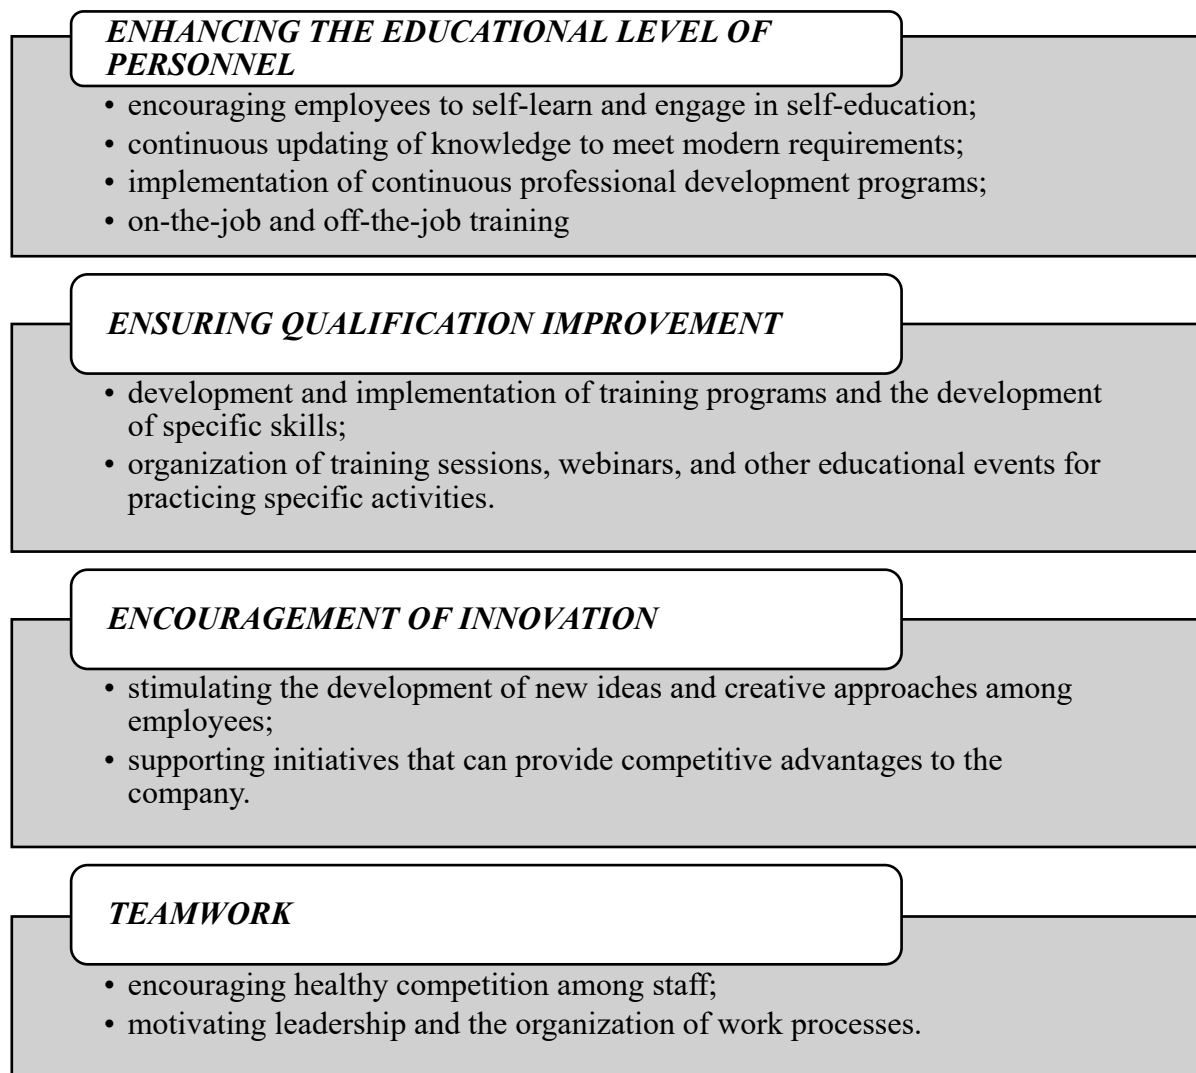 ENHANCING THE EDUCATIONAL LEVEL OF
PERSONNEL
• encouraging employees to self-learn and engage in self-education;
• continuous updating of knowledge to meet modern requirements;
• implementation of continuous professional development programs;
• on-the-job and off-the-job training
ENSURING QUALIFICATION IMPROVEMENT
• development and implementation of training programs and the development
of specific skills;
• organization of training sessions, webinars, and other educational events for
practicing specific activities.
ENCOURAGEMENT OF INNOVATION
• stimulating the development of new ideas and creative approaches among
employees;
• supporting initiatives that can provide competitive advantages to the
company.
TEAMWORK
• encouraging healthy competition among staff;
• motivating leadership and the organization of work processes.